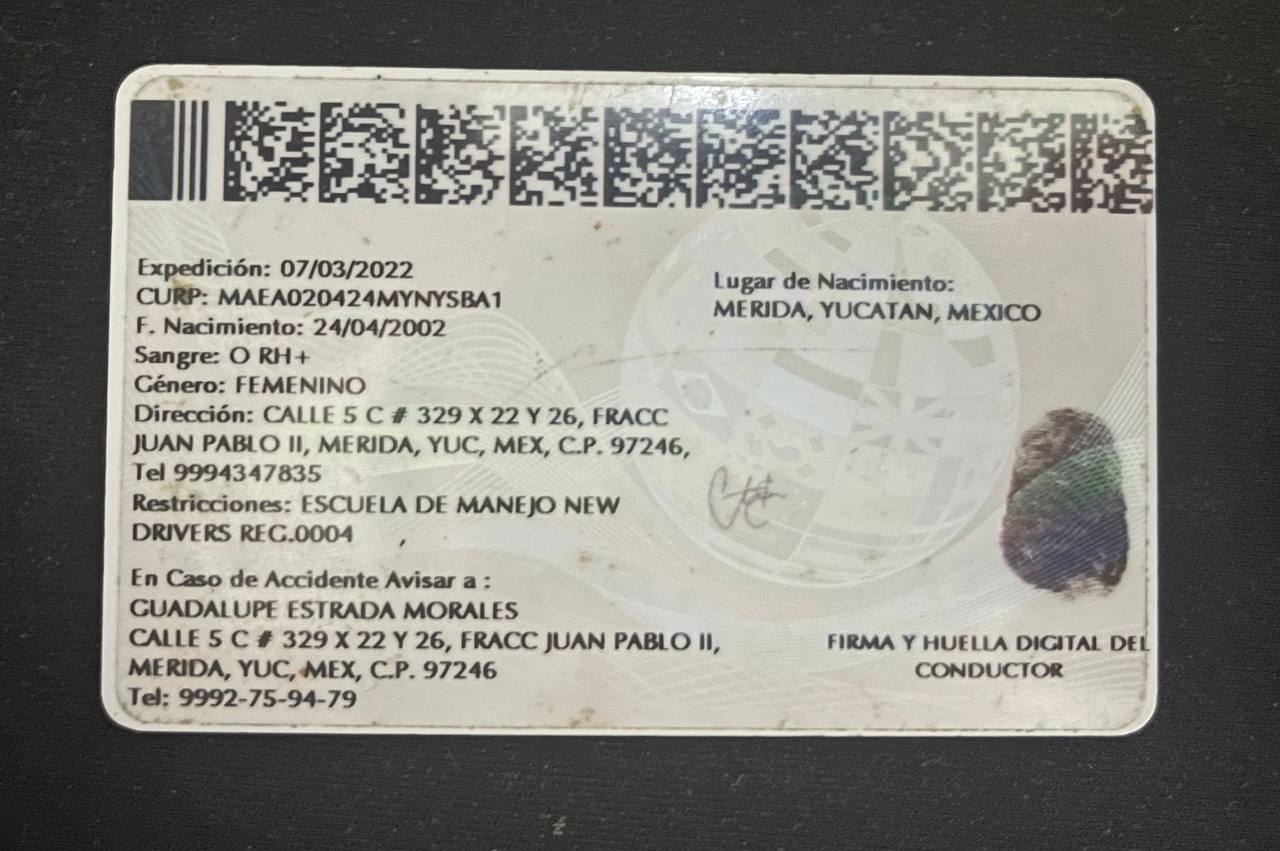 Expedición: 07/03/2022
CURP: MAEA020424MYNYSBA1
F. Nacimiento: 24/04/2002
Sangre: O RH+
Género: FEMENINO
Dirección: CALLE 5 C # 329 X 22 Y 26, FRACC
JUAN PABLO II, MERIDA, YUC, MEX, C.P. 97246,
Tel 9994347835
Restricciones: ESCUELA DE MANEJO NEW
DRIVERS REG.0004
Lugar de Nacimiento:
MERIDA, YUCATAN, MEXICO
En Caso de Accidente Avisar a :
GUADALUPE ESTRADA MORALES
CALLE 5 C # 329 X 22 Y 26, FRACC JUAN PABLO II,
MERIDA, YUC, MEX, C.P. 97246
Tel: 9992-75-94-79
FIRMA Y HUELLA DIGITAL DEL
CONDUCTOR